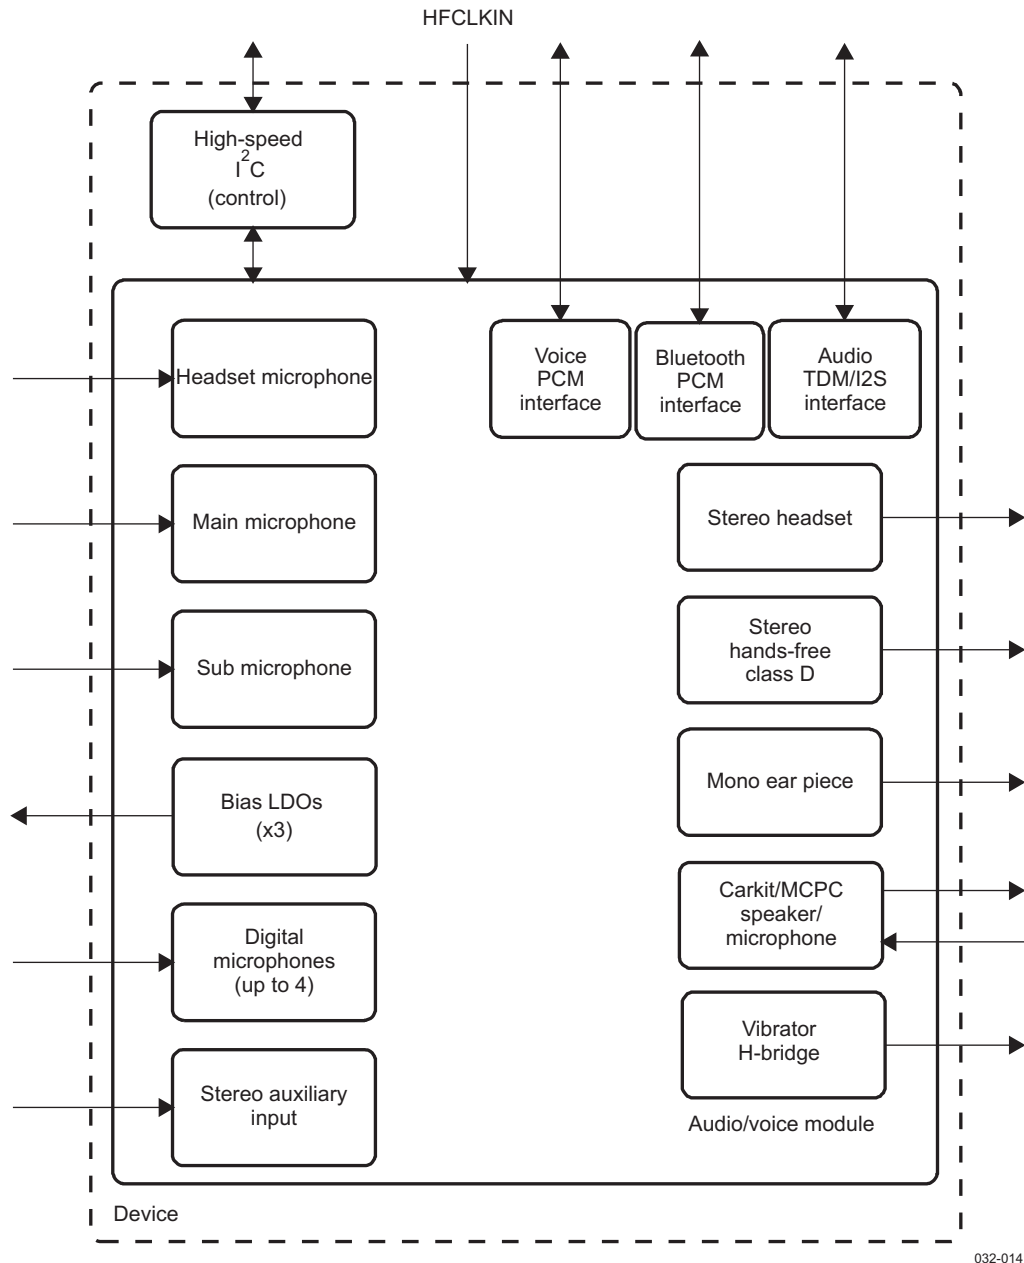 HFCLKIN
High-speed
I²C
(control)
Headset microphone
Voice
PCM
interface
Bluetooth
PCM
interface
Audio
TDM/I2S
interface
Main microphone
Stereo headset
Sub microphone
Stereo
hands-free
class D
Bias LDOs
(x3)
Mono ear piece
Digital
microphones
(up to 4)
Carkit/MCPC
speaker/
microphone
Stereo auxiliary
input
Vibrator
H-bridge
Audio/voice module
Device
032-014